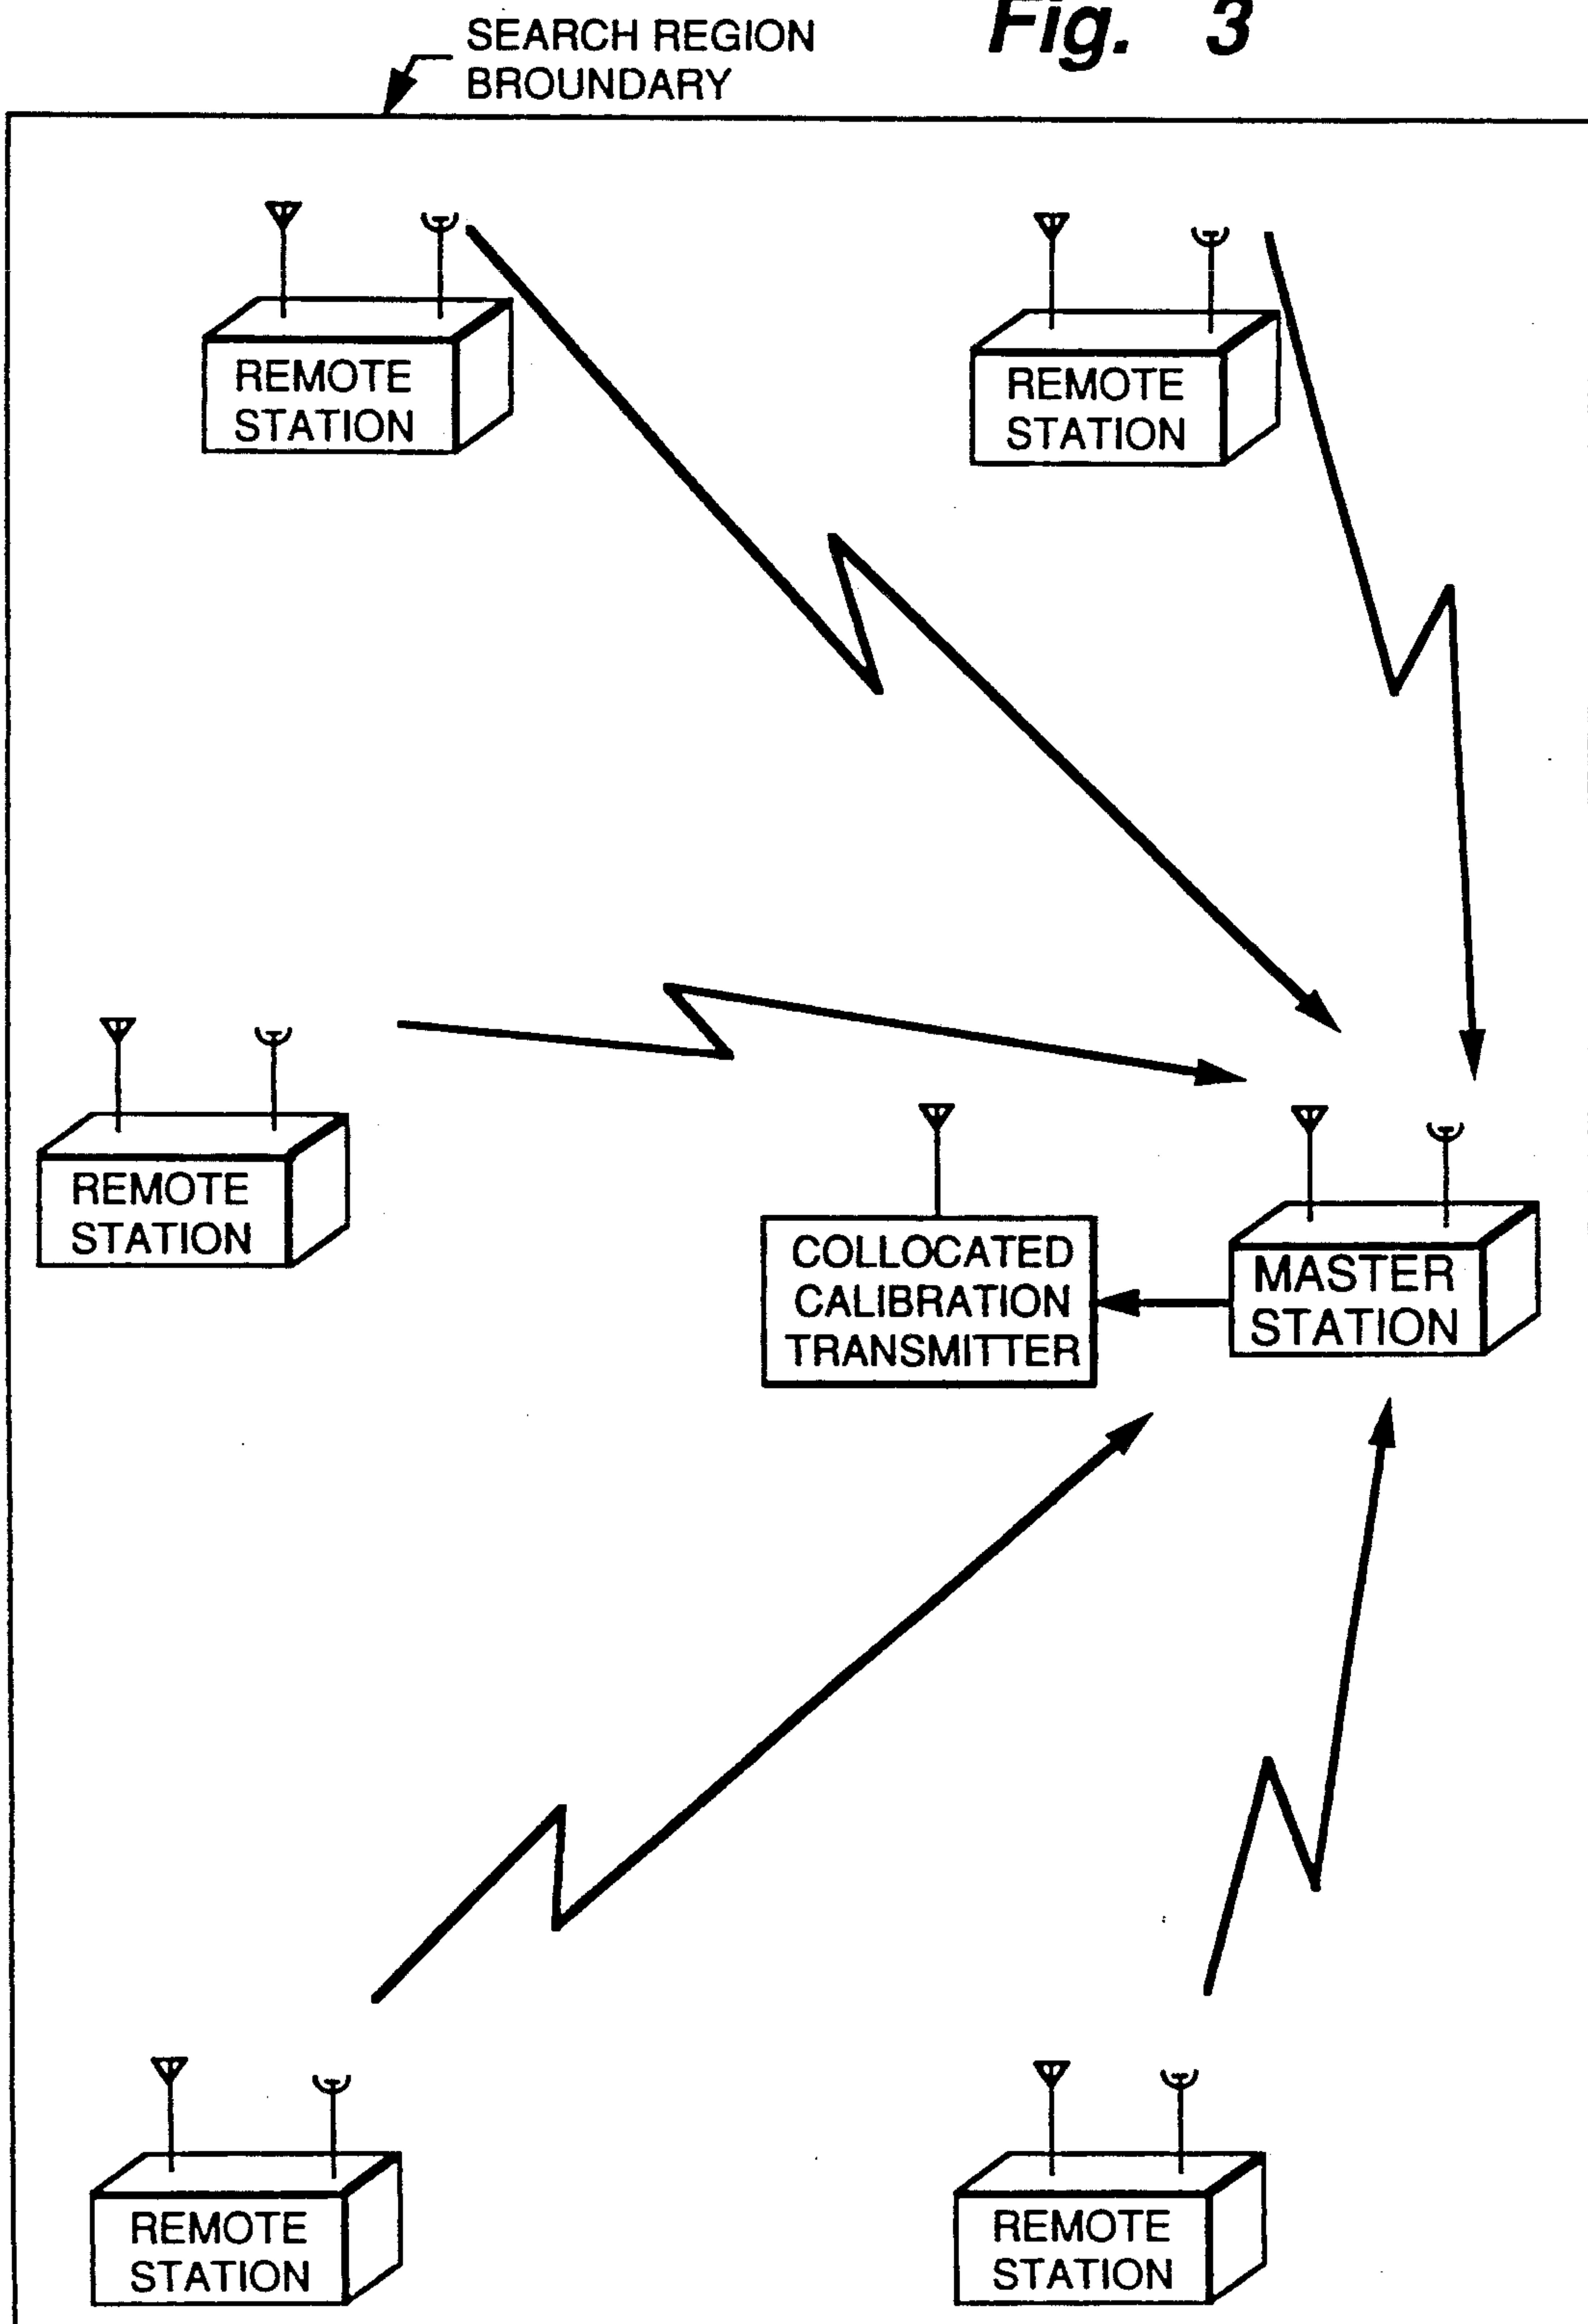 Fig. 3
SEARCH REGION
BROUNDARY
REMOTE
STATION
REMOTE
STATION
REMOTE
STATION
COLLOCATED
CALIBRATION
TRANSMITTER
MASTER
STATION
REMOTE
STATION
REMOTE
STATION